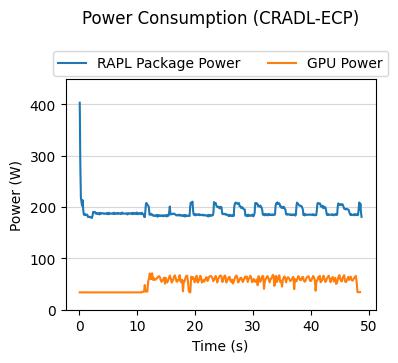 Power Consumption (CRADL-ECP)
RAPL Package Power GPU Power
400
300
200
100
0
Power (W)
0 10 20 30 40 50
Time (s)